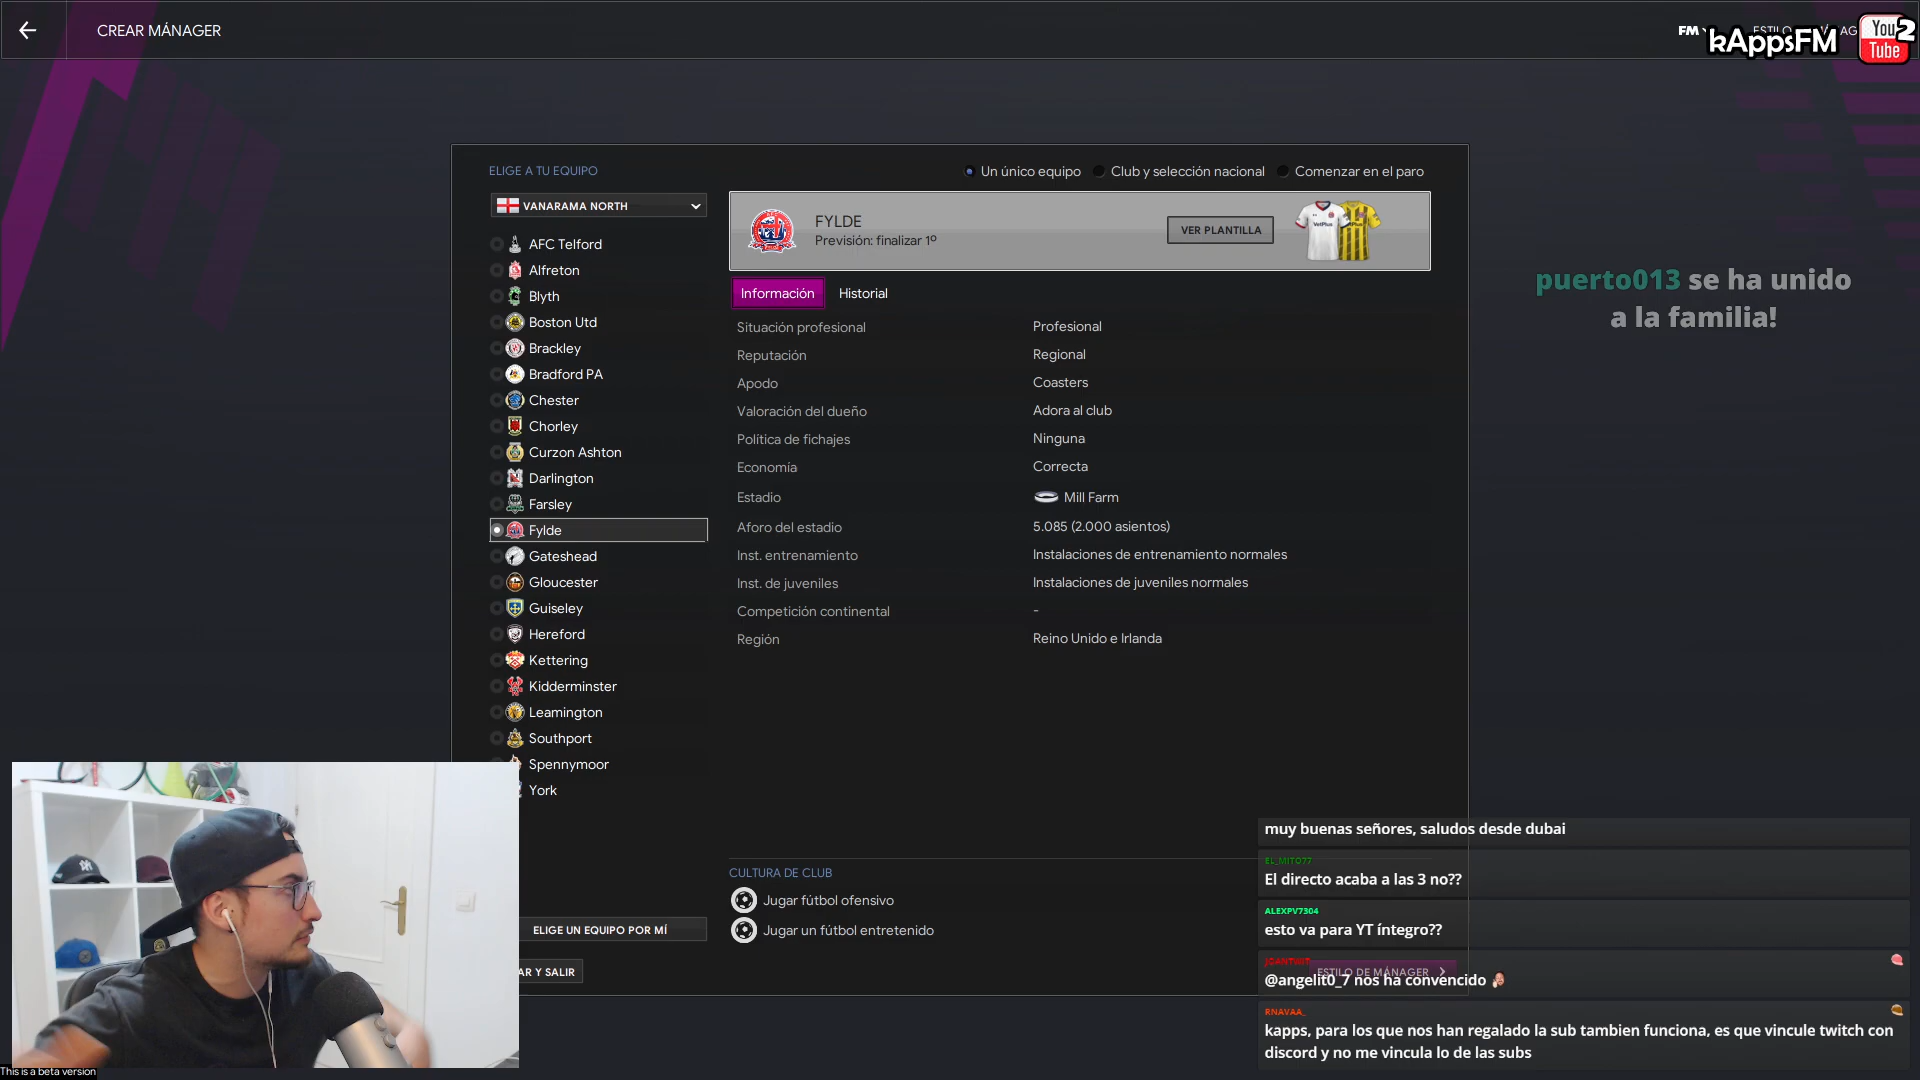 CREAR MÁNAGER
FM
ESTILO
kAppsFM
You 2
Tube
ELIGE A TU EQUIPO
Un único equipo
Club y selección nacional
Comenzar en el paro
VANARAMA NORTH
AFC Telford
Alfreton
Blyth
Boston Utd
Brackley
Bradford PA
Chester
Chorley
Curzon Ashton
Darlington
Farsley
Fylde
Gateshead
Gloucester
Guiseley
Hereford
Kettering
Kidderminster
Leamington
Southport
Spennymoor
York
ELIGE UN EQUIPO POR MÍ
AR Y SALIR
FYLDE
Previsión: finalizar 1º
VER PLANTILLA
Información
Historial
Situación profesional Profesional
Reputación Regional
Apodo Coasters
Valoración del dueño Adora al club
Política de fichajes Ninguna
Economía Correcta
Estadio Mill Farm
Aforo del estadio 5.085 (2.000 asientos)
Inst. entrenamiento Instalaciones de entrenamiento normales
Inst. de juveniles Instalaciones de juveniles normales
Competición continental -
Región Reino Unido e Irlanda
CULTURA DE CLUB
Jugar fútbol ofensivo
Jugar un fútbol entretenido
puerto013 se ha unido
a la familia!
muy buenas señores, saludos desde dubai
EL_MITO77
El directo acaba a las 3 no??
ALEXPV7304
esto va para YT íntegro??
ESTILO DE MÁNAGER
@angelit0_7 nos ha convencido
RNAVAA_
kapps, para los que nos han regalado la sub tambien funciona, es que vincule twitch con
discord y no me vincula lo de las subs
This is a beta version